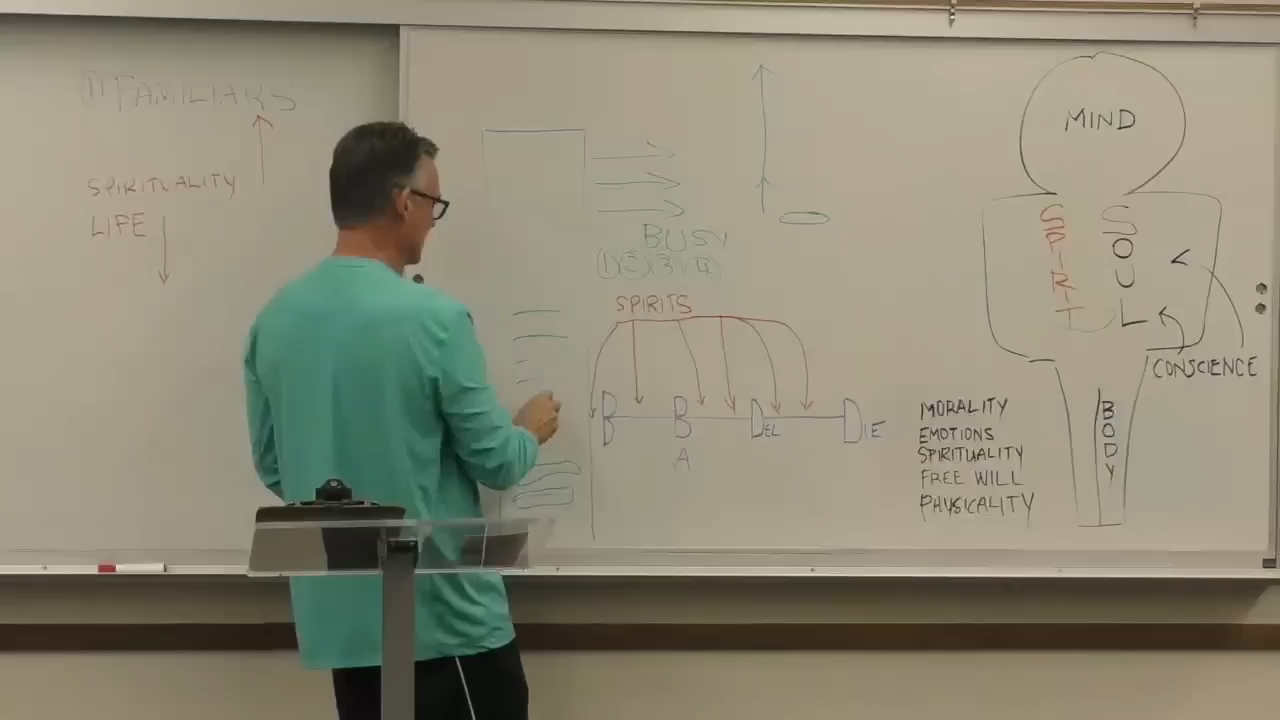 1) FAMILIARS
SPIRITUALITY
LIFE
BUSY
① ② ③ ④
SPIRITS
B B DEL DIE
A
MIND
SPIRIT
SOUL
CONSCIENCE
MORALITY
EMOTIONS
SPIRITUALITY
FREE WILL
PHYSICALITY
BODY